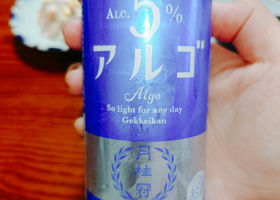 ALC. 5%
アルゴ
Algo
So light for any day
Gekkeikan
月桂冠